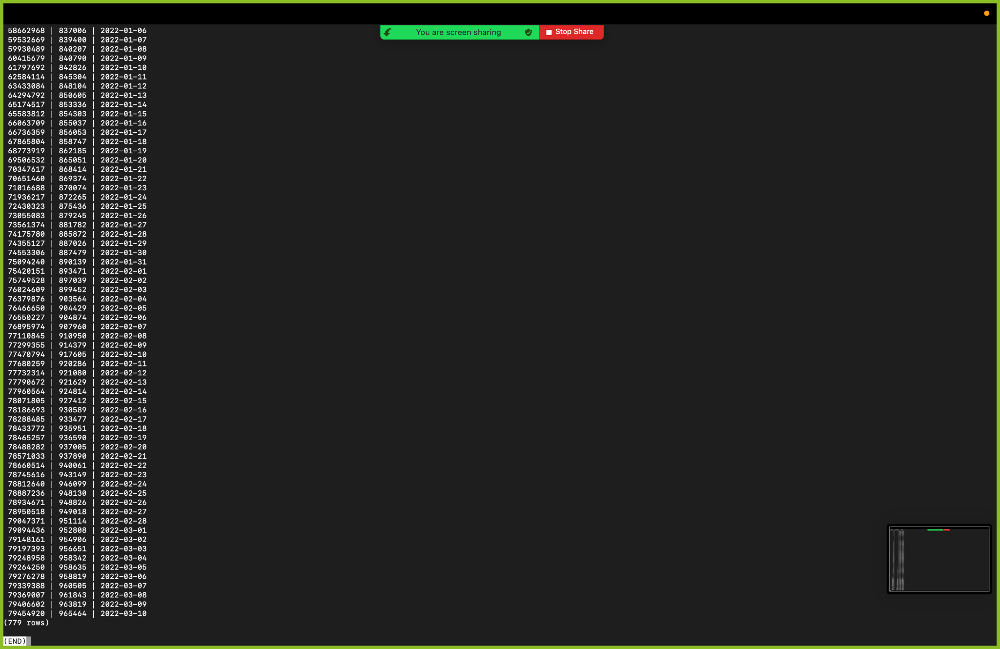 58662968 | 837006 | 2022-01-06
You are screen sharing
Stop Share
59532669 | 839400 | 2022-01-07
59930489 | 840207 | 2022-01-08
60415679 | 840790 | 2022-01-09
61797692 | 842826 | 2022-01-10
62584114 | 845304 | 2022-01-11
63433084 | 848104 | 2022-01-12
64294792 | 850605 | 2022-01-13
65174517 | 853336 | 2022-01-14
65583812 | 854303 | 2022-01-15
66063709 | 855037 | 2022-01-16
66736359 | 856053 | 2022-01-17
67865804 | 858747 | 2022-01-18
68773919 | 862185 | 2022-01-19
69506532 | 865051 | 2022-01-20
70347617 | 868414 | 2022-01-21
70651460 | 869374 | 2022-01-22
71016688 | 870074 | 2022-01-23
71936217 | 872265 | 2022-01-24
72430323 | 875436 | 2022-01-25
73055083 | 879245 | 2022-01-26
73561374 | 881782 | 2022-01-27
74175780 | 885872 | 2022-01-28
74355127 | 887026 | 2022-01-29
74553306 | 887479 | 2022-01-30
75094240 | 890139 | 2022-01-31
75420151 | 893471 | 2022-02-01
75749528 | 897039 | 2022-02-02
76024609 | 899452 | 2022-02-03
76379876 | 903564 | 2022-02-04
76466650 | 904429 | 2022-02-05
76550227 | 904874 | 2022-02-06
76895974 | 907960 | 2022-02-07
77110845 | 910950 | 2022-02-08
77299355 | 914379 | 2022-02-09
77470794 | 917605 | 2022-02-10
77680259 | 920286 | 2022-02-11
77732314 | 921080 | 2022-02-12
77790672 | 921629 | 2022-02-13
77960564 | 924814 | 2022-02-14
78071805 | 927412 | 2022-02-15
78186693 | 930589 | 2022-02-16
78288485 | 933477 | 2022-02-17
78433772 | 935951 | 2022-02-18
78465257 | 936590 | 2022-02-19
78488282 | 937005 | 2022-02-20
78571033 | 937890 | 2022-02-21
78660514 | 940061 | 2022-02-22
78745616 | 943149 | 2022-02-23
78812640 | 946099 | 2022-02-24
78887236 | 948130 | 2022-02-25
78934671 | 948826 | 2022-02-26
78950518 | 949018 | 2022-02-27
79047371 | 951114 | 2022-02-28
79094436 | 952808 | 2022-03-01
79148161 | 954906 | 2022-03-02
79197393 | 956651 | 2022-03-03
79248958 | 958342 | 2022-03-04
79264250 | 958635 | 2022-03-05
79276278 | 958819 | 2022-03-06
79339388 | 960505 | 2022-03-07
79369007 | 961843 | 2022-03-08
79406602 | 963819 | 2022-03-09
79454920 | 965464 | 2022-03-10
(779 rows)
(END)